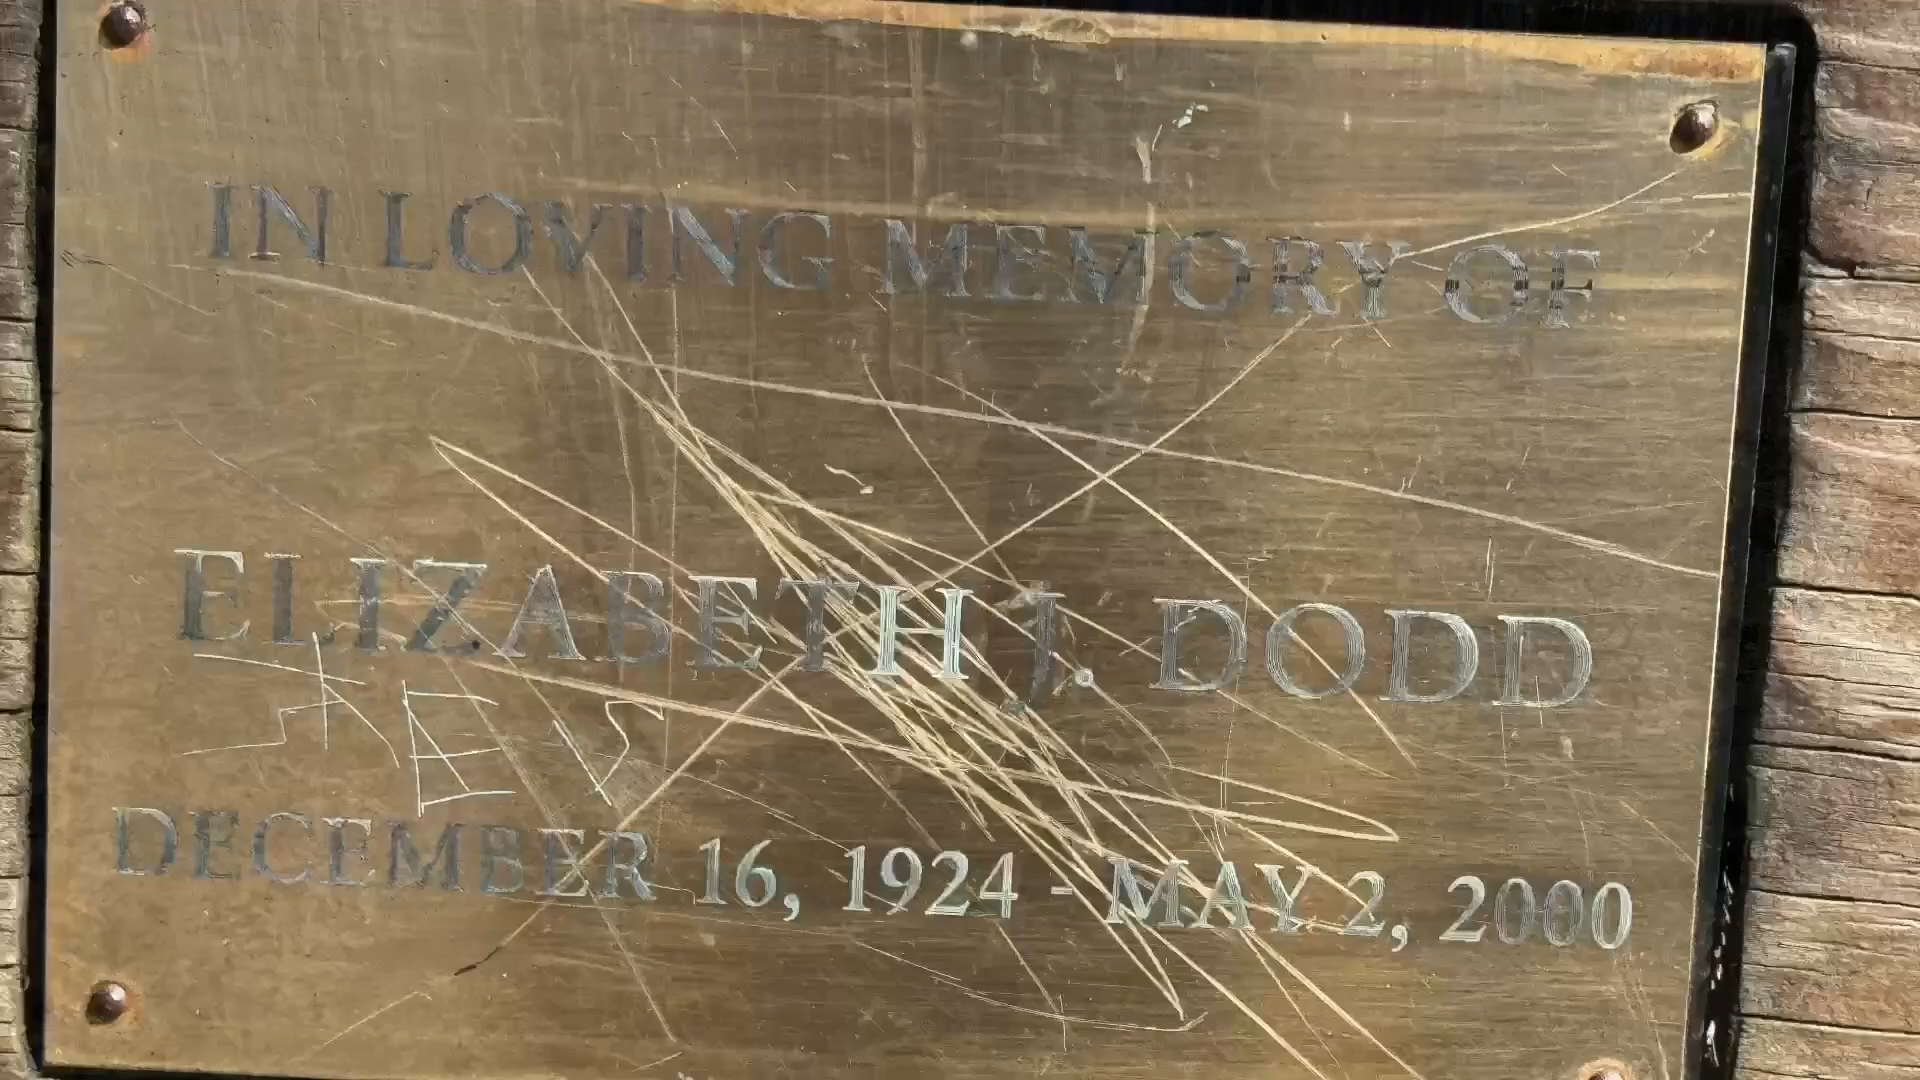 IN LOVING MEMORY OF
ELIZABETH J. DODD
DECEMBER 16, 1924 - MAY 2, 2000